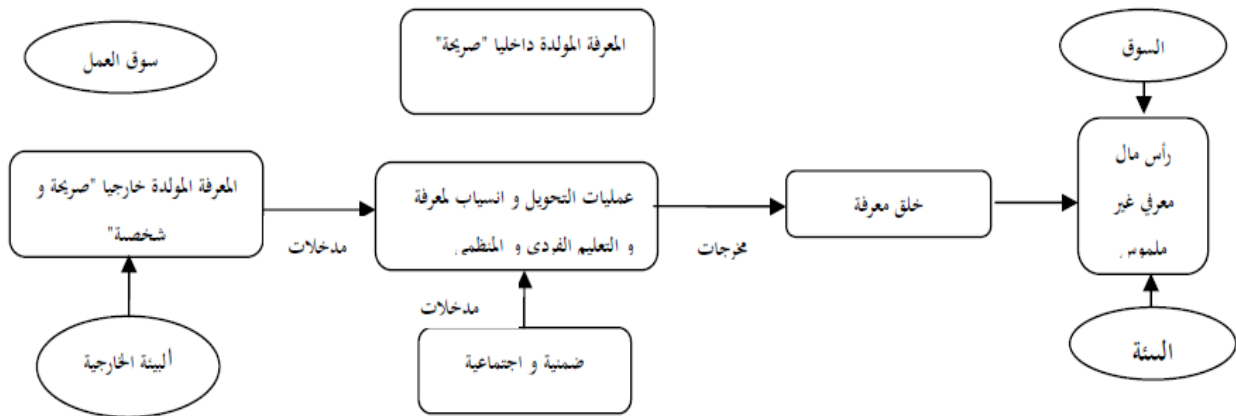 سوق العمل
المعرفة المولدة داخليا "صريحة"
السوق
المعرفة المولدة خارجيا "صريحة و
شخصية"
مدخلات
عمليات التحويل و انسياب لمعرفة
و التعليم الفردي و المنظمي
مخرجات
خلق معرفة
رأس مال
معرفي غير
ملموس
مدخلات
ألبيئة الخارجية
ضمنية و اجتماعية
البيئة